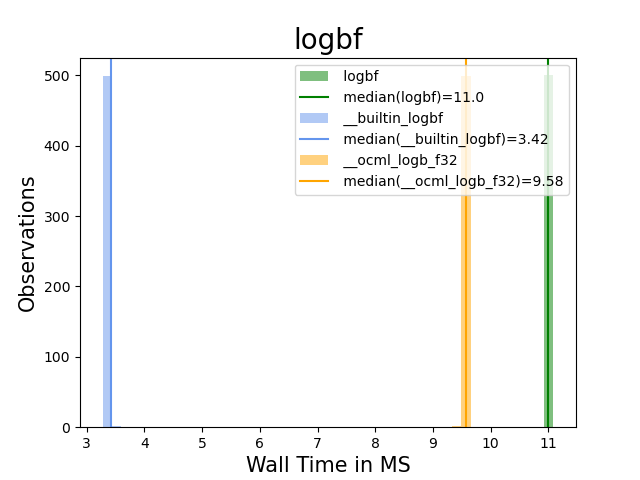 logbf
logbf
median(logbf)=11.0
__builtin_logbf
median(__builtin_logbf)=3.42
__ocml_logb_f32
median(__ocml_logb_f32)=9.58
500
400
300
200
100
0
Observations
3 4 5 6 7 8 9 10 11
Wall Time in MS